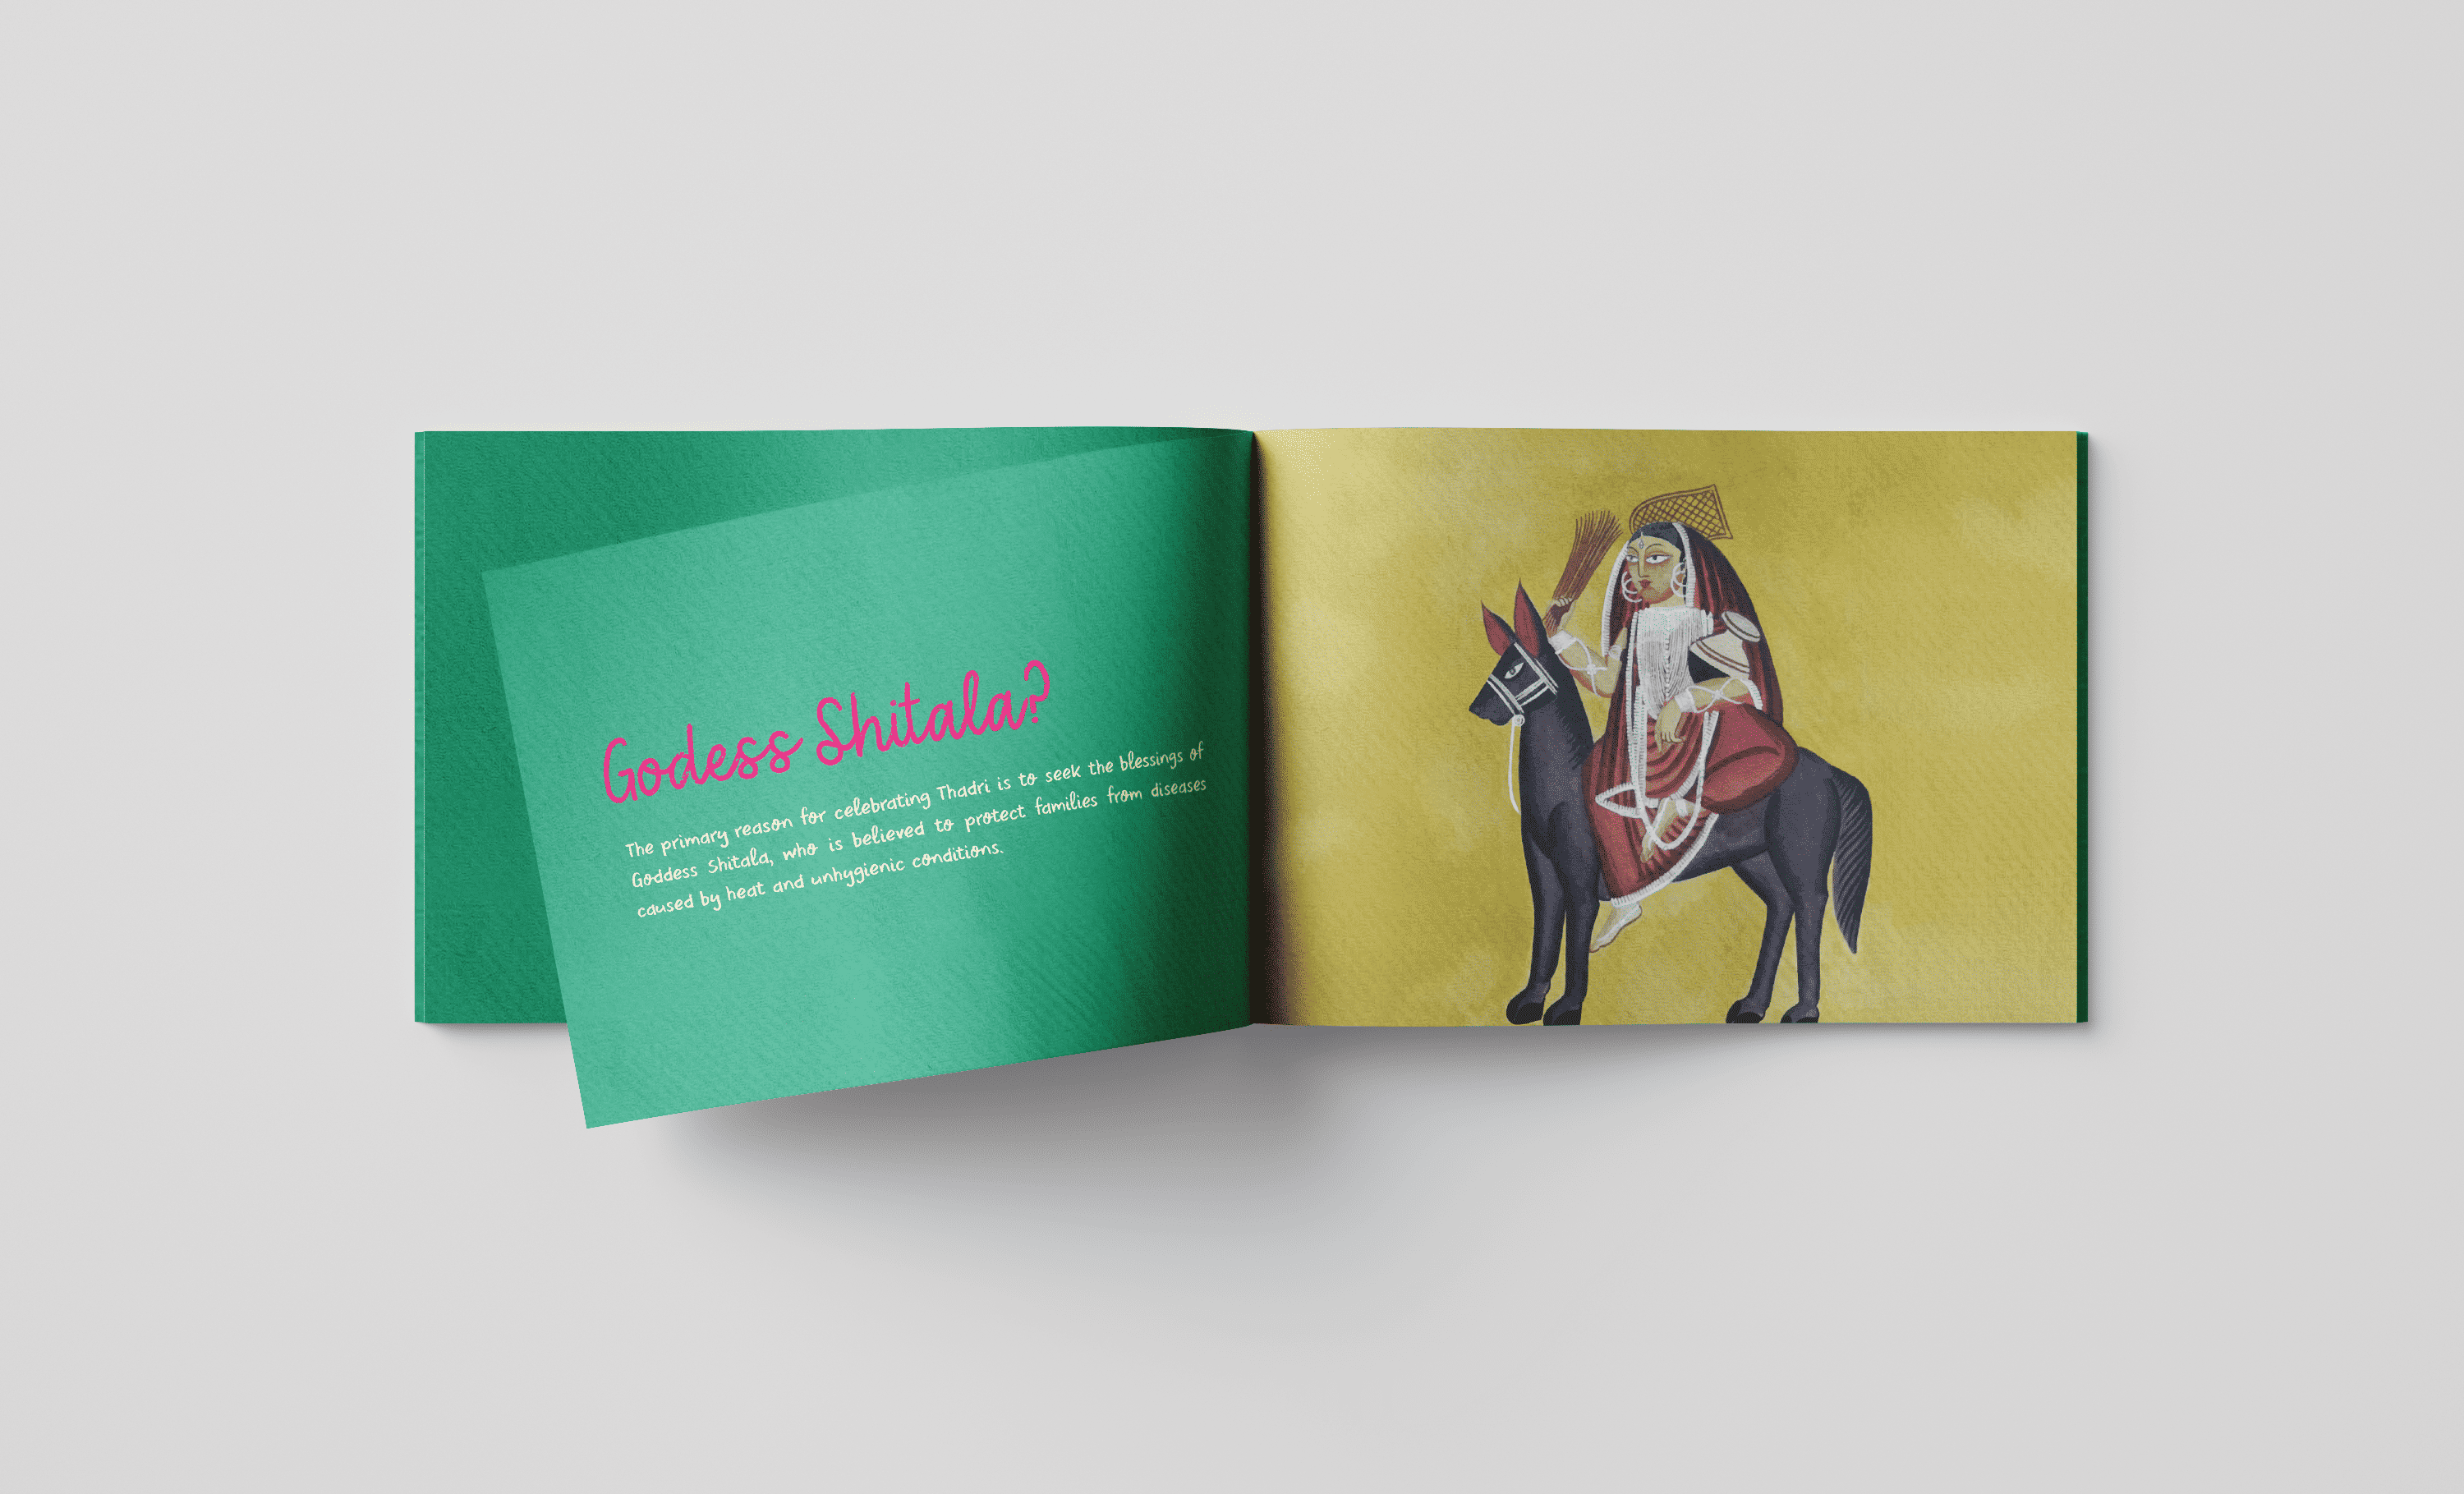 Godess Shitala?
The primary reason for celebrating Thadri is to seek the blessings of
Goddess Shitala, who is believed to protect families from diseases
caused by heat and unhygienic conditions.